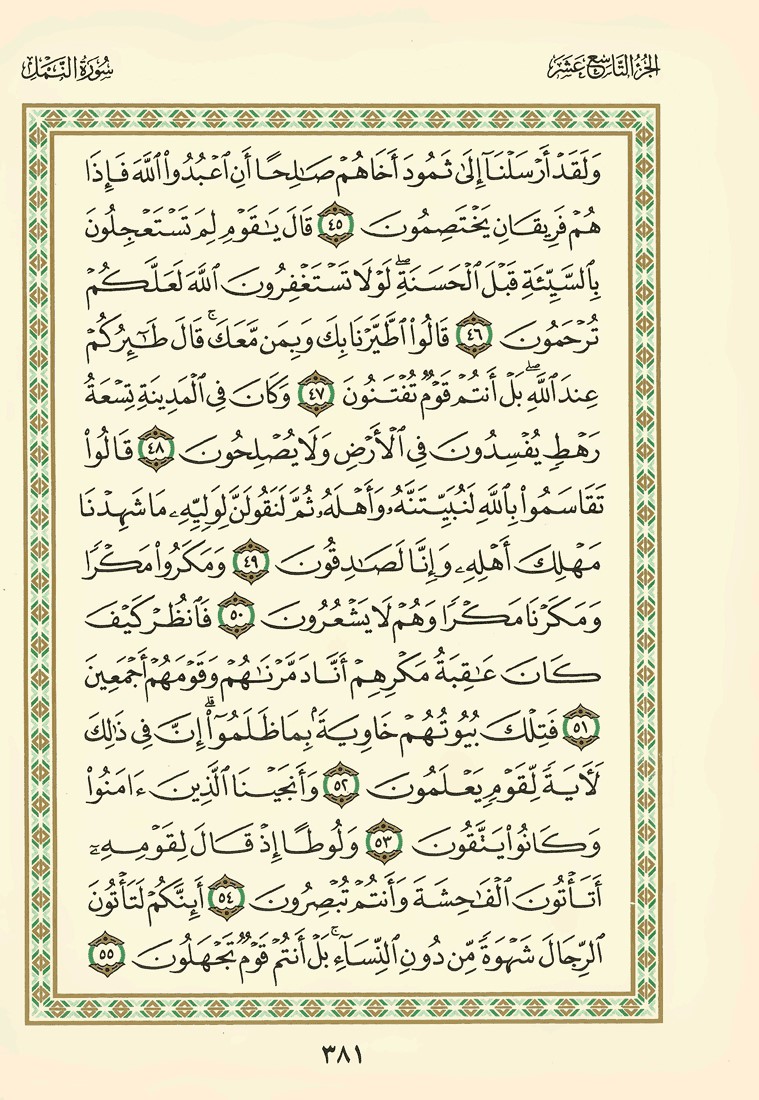 الجزء التاسع عشر
سورة النمل
وَلَقَدْ أَرْسَلْنَآ إِلَىٰ ثَمُودَ أَخَاهُمْ صَـٰلِحًا أَنِ ٱعْبُدُوا۟ ٱللَّهَ فَإِذَا
هُمْ فَرِيقَانِ يَخْتَصِمُونَ ٤٥ قَالَ يَـٰقَوْمِ لِمَ تَسْتَعْجِلُونَ
بِٱلسَّيِّئَةِ قَبْلَ ٱلْحَسَنَةِ ۖ لَوْلَا تَسْتَغْفِرُونَ ٱللَّهَ لَعَلَّكُمْ
تُرْحَمُونَ ٤٦ قَالُوا۟ ٱطَّيَّرْنَا بِكَ وَبِمَن مَّعَكَ ۚ قَالَ طَـٰٓئِرُكُمْ
عِندَ ٱللَّهِ ۖ بَلْ أَنتُمْ قَوْمٌ تُفْتَنُونَ ٤٧ وَكَانَ فِى ٱلْمَدِينَةِ تِسْعَةُ
رَهْطٍ يُفْسِدُونَ فِى ٱلْأَرْضِ وَلَا يُصْلِحُونَ ٤٨ قَالُوا۟
تَقَاسَمُوا۟ بِٱللَّهِ لَنُبَيِّتَنَّهُۥ وَأَهْلَهُۥ ثُمَّ لَنَقُولَنَّ لِوَلِيِّهِۦ مَا شَهِدْنَا
مَهْلِكَ أَهْلِهِۦ وَإِنَّا لَصَـٰدِقُونَ ٤٩ وَمَكَرُوا۟ مَكْرًا
وَمَكَرْنَا مَكْرًا وَهُمْ لَا يَشْعُرُونَ ٥٠ فَٱنظُرْ كَيْفَ
كَانَ عَـٰقِبَةُ مَكْرِهِمْ أَنَّا دَمَّرْنَـٰهُمْ وَقَوْمَهُمْ أَجْمَعِينَ
٥١ فَتِلْكَ بُيُوتُهُمْ خَاوِيَةًۢ بِمَا ظَلَمُوٓا۟ ۗ إِنَّ فِى ذَٰلِكَ
لَـَٔايَةً لِّقَوْمٍ يَعْلَمُونَ ٥٢ وَأَنجَيْنَا ٱلَّذِينَ ءَامَنُوا۟
وَكَانُوا۟ يَتَّقُونَ ٥٣ وَلُوطًا إِذْ قَالَ لِقَوْمِهِۦٓ
أَتَأْتُونَ ٱلْفَـٰحِشَةَ وَأَنتُمْ تُبْصِرُونَ ٥٤ أَئِنَّكُمْ لَتَأْتُونَ
ٱلرِّجَالَ شَهْوَةً مِّن دُونِ ٱلنِّسَآءِ ۚ بَلْ أَنتُمْ قَوْمٌ تَجْهَلُونَ ٥٥
٣٨١